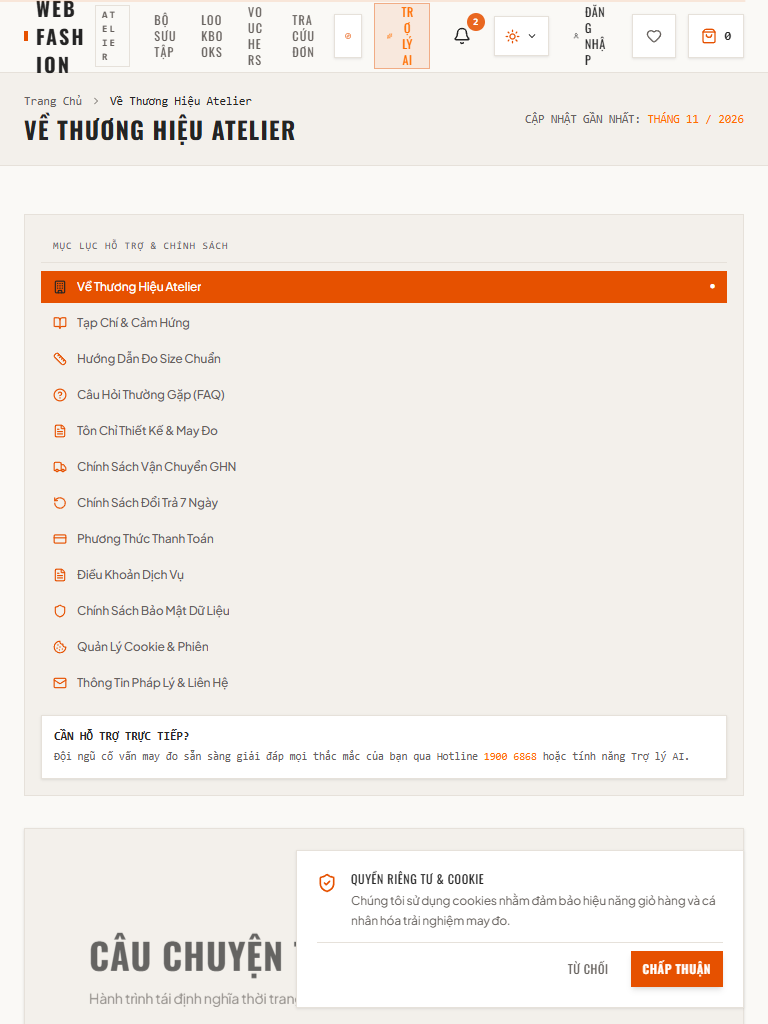 WEB
FASH
ION
AT
EL
IE
R
BỘ
SƯU
TẬP
LOO
KBO
OKS
VO
UC
HE
RS
TRA
CỨU
ĐƠN
TR
Ợ
LÝ
AI
2
ĐĂN
G
NHẬ
P
0
Trang Chủ > Về Thương Hiệu Atelier
VỀ THƯƠNG HIỆU ATELIER
CẬP NHẬT GẦN NHẤT: THÁNG 11 / 2026
MỤC LỤC HỖ TRỢ & CHÍNH SÁCH
Về Thương Hiệu Atelier
Tạp Chí & Cảm Hứng
Hướng Dẫn Đo Size Chuẩn
Câu Hỏi Thường Gặp (FAQ)
Tôn Chỉ Thiết Kế & May Đo
Chính Sách Vận Chuyển GHN
Chính Sách Đổi Trả 7 Ngày
Phương Thức Thanh Toán
Điều Khoản Dịch Vụ
Chính Sách Bảo Mật Dữ Liệu
Quản Lý Cookie & Phiên
Thông Tin Pháp Lý & Liên Hệ
CẦN HỖ TRỢ TRỰC TIẾP?
Đội ngũ cố vấn may đo sẵn sàng giải đáp mọi thắc mắc của bạn qua Hotline 1900 6868 hoặc tính năng Trợ lý AI.
CÂU CHUYỆN
Hành trình tái định nghĩa thời trang
QUYỀN RIÊNG TƯ & COOKIE
Chúng tôi sử dụng cookies nhằm đảm bảo hiệu năng giỏ hàng và cá
nhân hóa trải nghiệm may đo.
TỪ CHỐI
CHẤP THUẬN